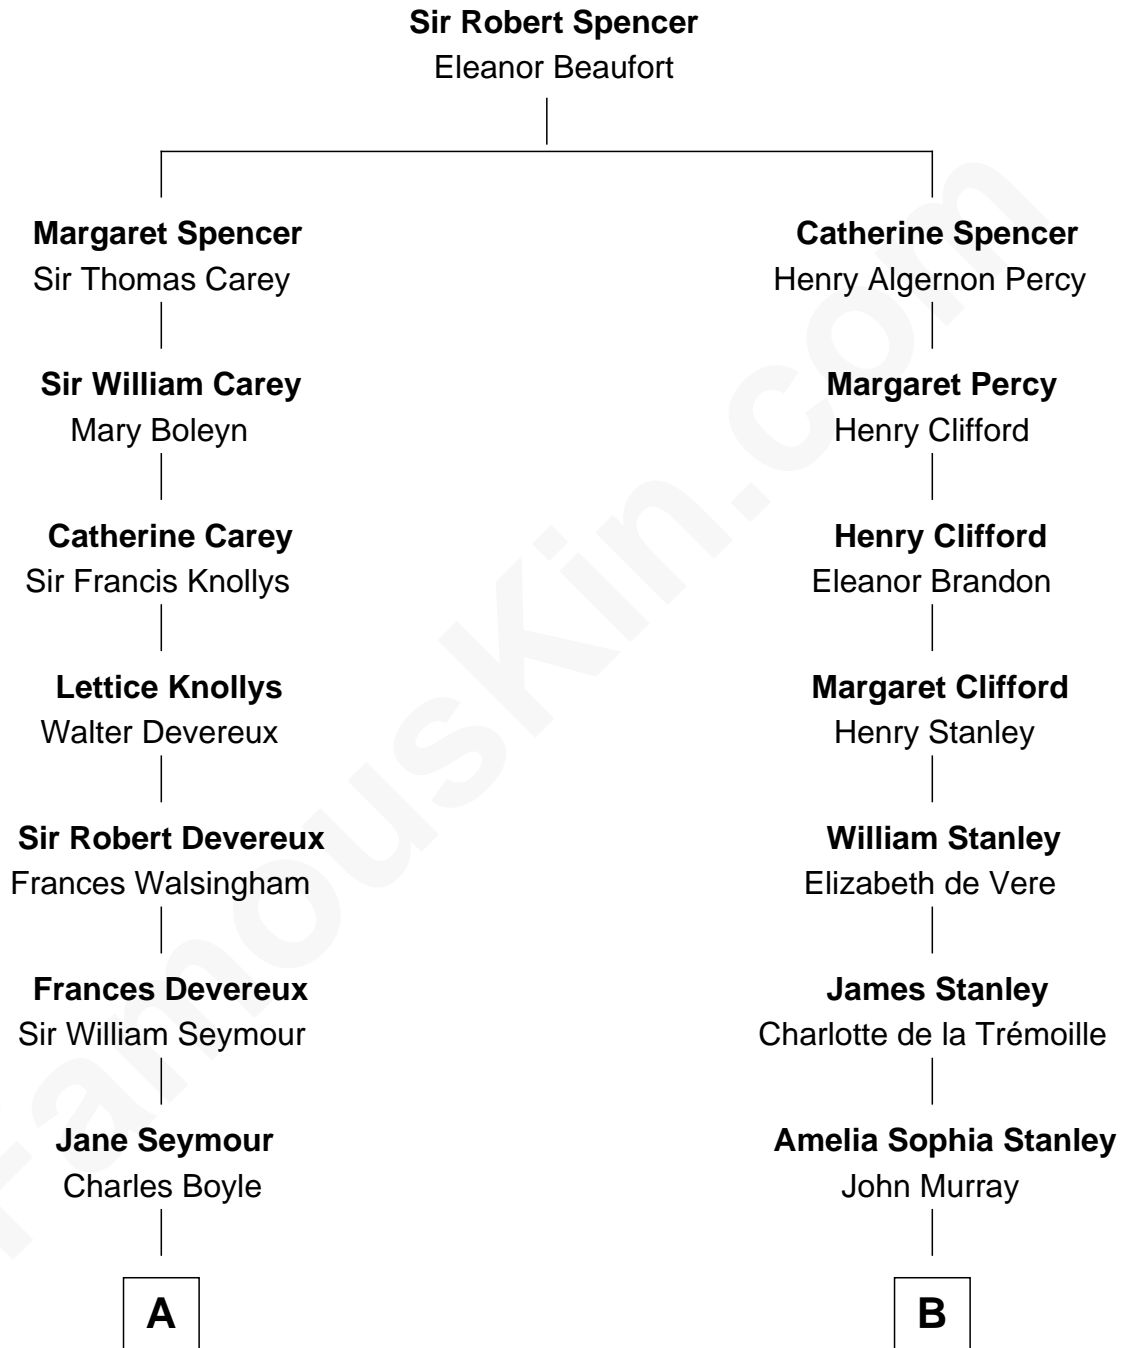 Sir Robert Spencer
Eleanor Beaufort
Margaret Spencer
Sir Thomas Carey
Catherine Spencer
Henry Algernon Percy
Sir William Carey
Mary Boleyn
Margaret Percy
Henry Clifford
Catherine Carey
Sir Francis Knollys
Henry Clifford
Eleanor Brandon
Lettice Knollys
Walter Devereux
Margaret Clifford
Henry Stanley
Sir Robert Devereux
Frances Walsingham
William Stanley
Elizabeth de Vere
Frances Devereux
Sir William Seymour
James Stanley
Charlotte de la Trémoille
Jane Seymour
Charles Boyle
Amelia Sophia Stanley
John Murray
A
B
FamousKin.com